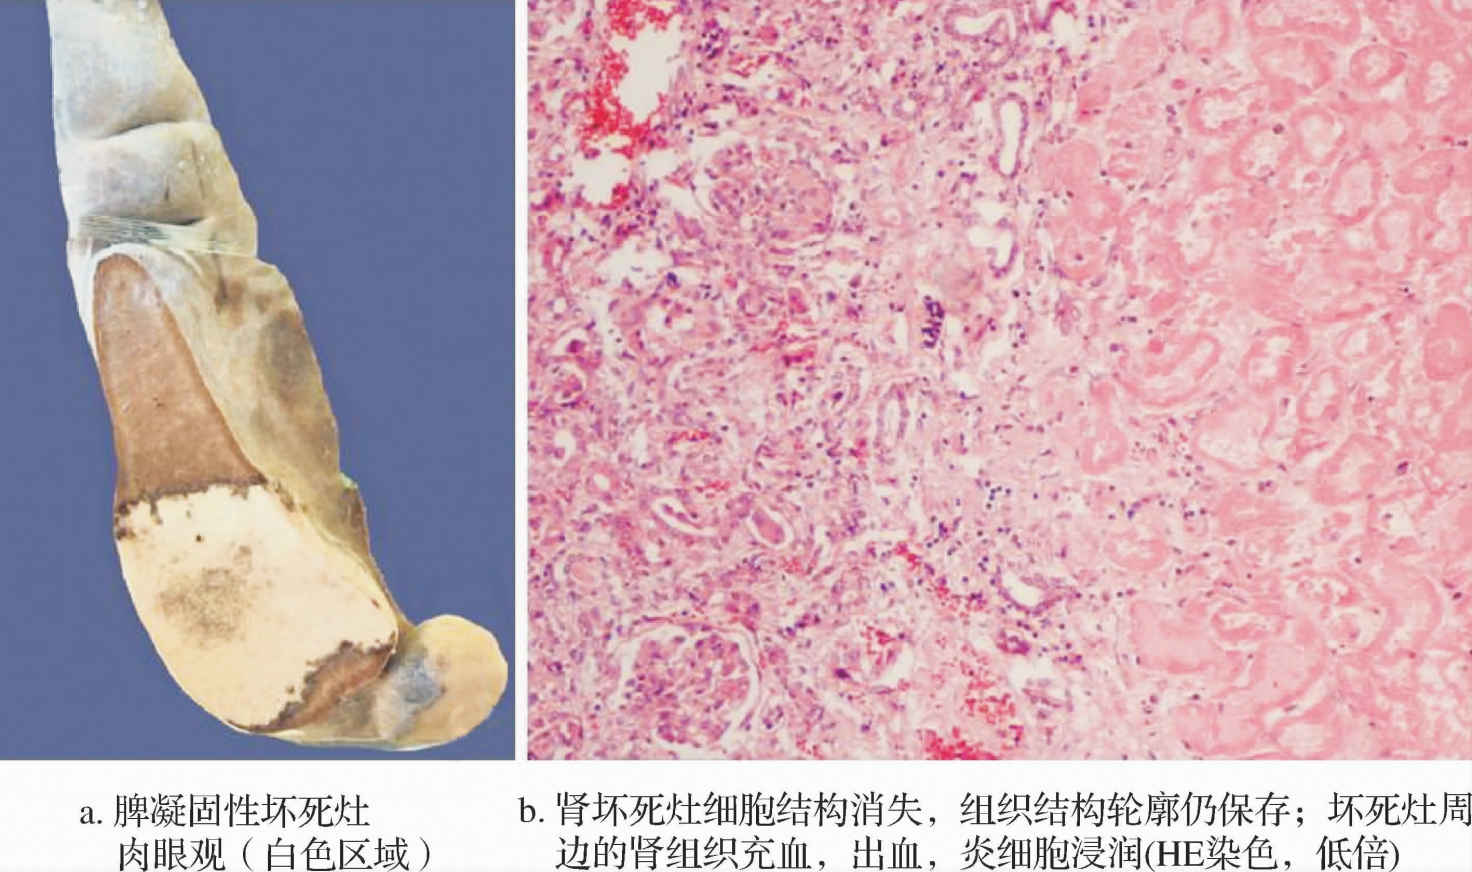 a. 脾凝固性坏死灶
肉眼观（白色区域）
b. 肾坏死灶细胞结构消失，组织结构轮廓仍保存；坏死灶周
边的肾组织充血，出血，炎细胞浸润(HE染色，低倍)